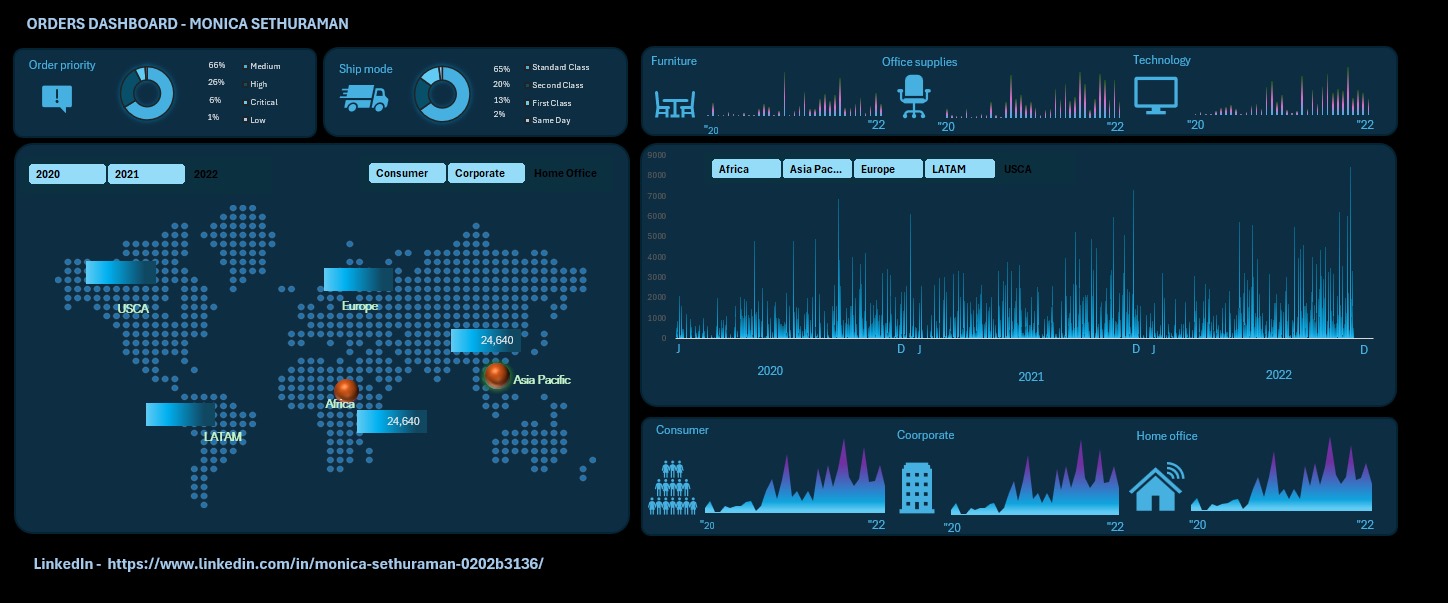 ORDERS DASHBOARD - MONICA SETHURAMAN
Order priority
66%
26%
6%
1%
Medium
High
Critical
Low
Ship mode
65%
20%
13%
2%
Standard Class
Second Class
First Class
Same Day
Furniture
"20
"22
Office supplies
"20
"22
Technology
"20
"22
2020
2021
2022
Consumer
Corporate
Home Office
USCA
Europe
24,640
Asia Pacific
Africa
24,640
LATAM
9000
8000
7000
6000
5000
4000
3000
2000
1000
0
Africa
Asia Pac...
Europe
LATAM
USCA
J
D
J
D
J
D
2020
2021
2022
Consumer
"20
"22
Coorporate
"20
"22
Home office
"20
"22
LinkedIn - https://www.linkedin.com/in/monica-sethuraman-0202b3136/